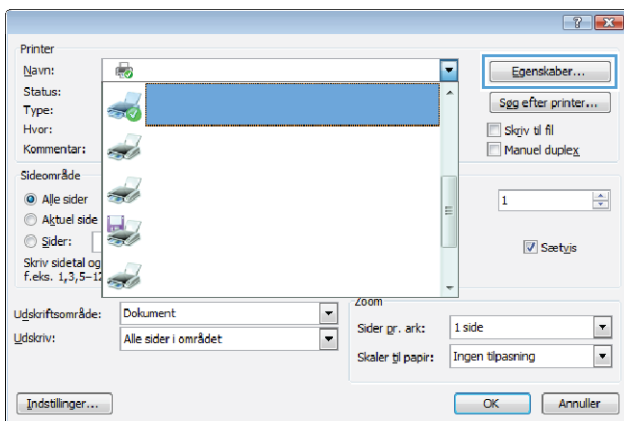 Printer
Navn:
Egenskaber...
Status:
Type:
Søg efter printer...
Hvor:
Skriv til fil
Kommentar:
Manuel duplex
Sideområde
Alle sider
1
Aktuel side
Sider:
Sætvis
Skriv sidetal og
f.eks. 1,3,5–12
Zoom
Udskriftsområde: Dokument
Sider pr. ark: 1 side
Udskriv: Alle sider i området
Skaler til papir: Ingen tilpasning
Indstillinger...
OK Annuller